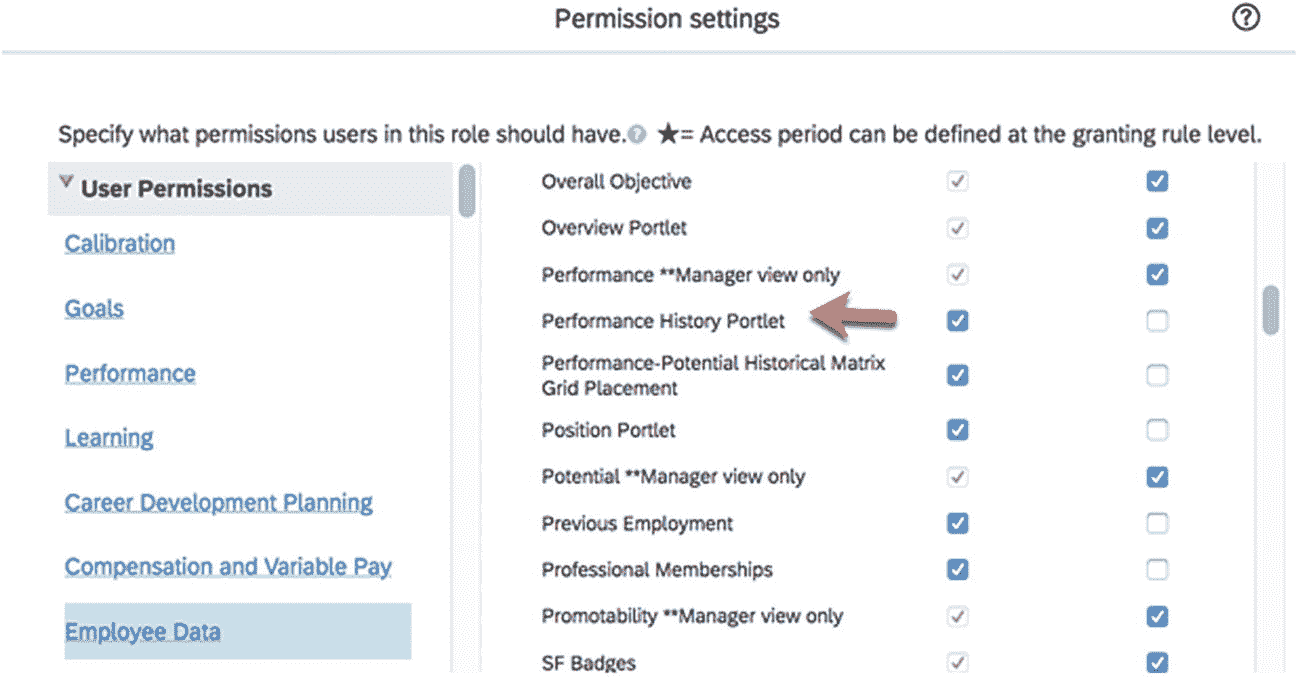 Permission settings
?
Specify what permissions users in this role should have.? ★= Access period can be defined at the granting rule level.
User Permissions
Calibration
Goals
Performance
Learning
Career Development Planning
Compensation and Variable Pay
Employee Data
Overall Objective
Overview Portlet
Performance **Manager view only
Performance History Portlet
Performance-Potential Historical Matrix
Grid Placement
Position Portlet
Potential **Manager view only
Previous Employment
Professional Memberships
Promotability **Manager view only
SF Badges